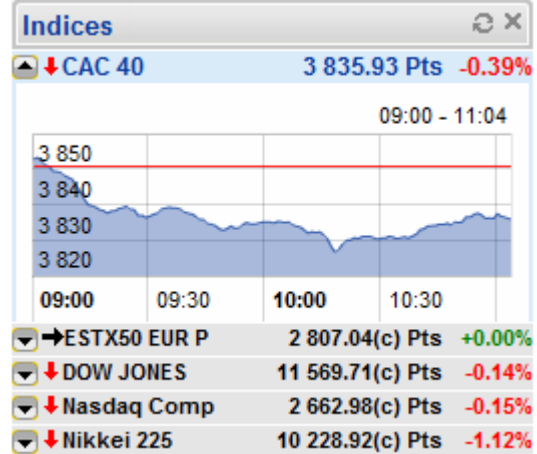 Indices
CAC 40 3 835.93 Pts -0.39%
09:00 - 11:04
3 850
3 840
3 830
3 820
09:00 09:30 10:00 10:30
ESTX50 EUR P 2 807.04(c) Pts +0.00%
DOW JONES 11 569.71(c) Pts -0.14%
Nasdaq Comp 2 662.98(c) Pts -0.15%
Nikkei 225 10 228.92(c) Pts -1.12%